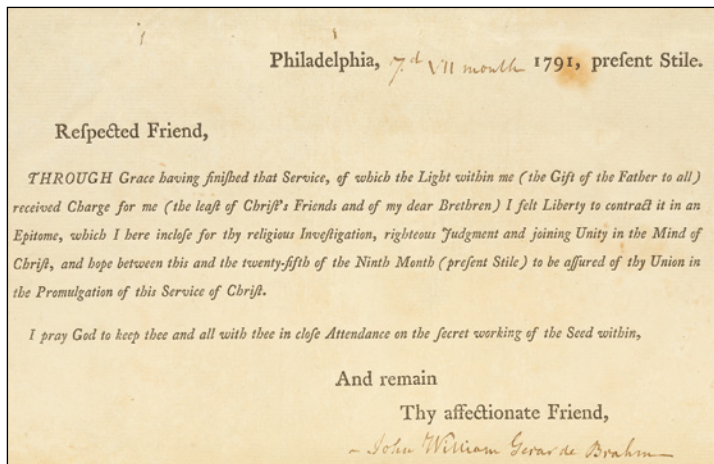 Philadelphia, 7.d VII month 1791, preſent Stile.
Reſpected Friend,
THROUGH Grace having finiſhed that Service, of which the Light within me (the Gift of the Father to all)
received Charge for me (the leaſt of Chriſt's Friends and of my dear Brethren) I felt Liberty to contract it in an
Epitome, which I here incloſe for thy religious Inveſtigation, righteous Judgment and joining Unity in the Mind of
Chriſt, and hope between this and the twenty-fifth of the Ninth Month (preſent Stile) to be aſſured of thy Union in
the Promulgation of this Service of Chriſt.
I pray God to keep thee and all with thee in cloſe Attendance on the ſecret working of the Seed within,
And remain
Thy affectionate Friend,
John William Gerar de Brahm